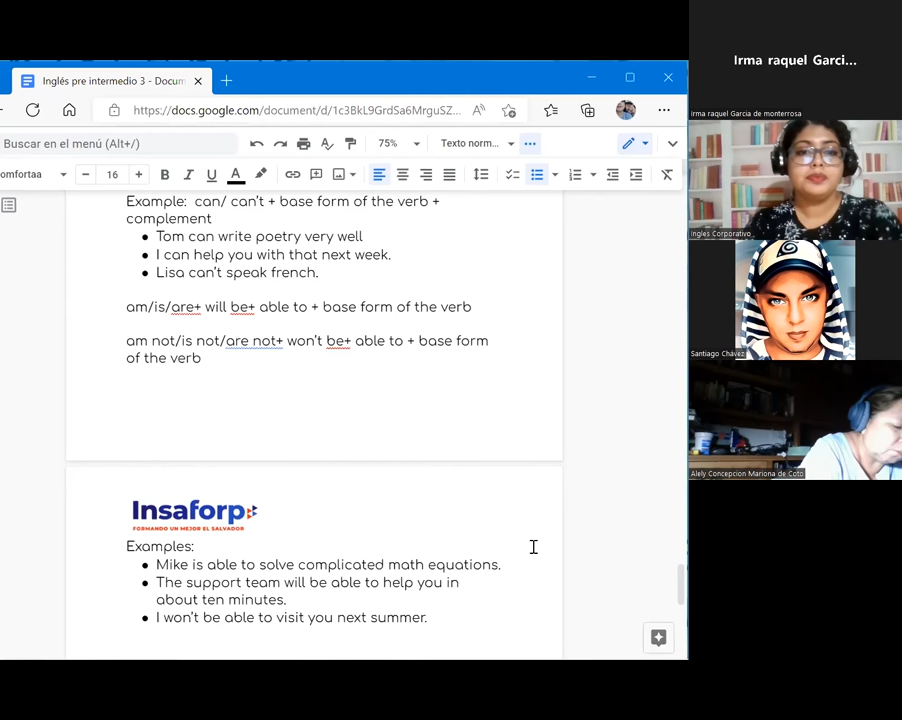 Irma raquel Garci...
Irma raquel Garcia de monterrosa
Ingles Corporativo
Santiago Chávez
Alely Concepcion Mariona de Coto
Inglés pre intermedio 3 - Docum
https://docs.google.com/document/d/1c3BkL9GrdSa6MrguSZ...
Buscar en el menú (Alt+/)
75%
Texto norm...
omfortaa
16
Example: can/ can't + base form of the verb +
complement
● Tom can write poetry very well
● I can help you with that next week.
● Lisa can't speak french.
am/is/are+ will be+ able to + base form of the verb
am not/is not/are not+ won't be+ able to + base form
of the verb
Insaforp
FORMANDO UN MEJOR EL SALVADOR
Examples:
● Mike is able to solve complicated math equations.
● The support team will be able to help you in
about ten minutes.
● I won't be able to visit you next summer.